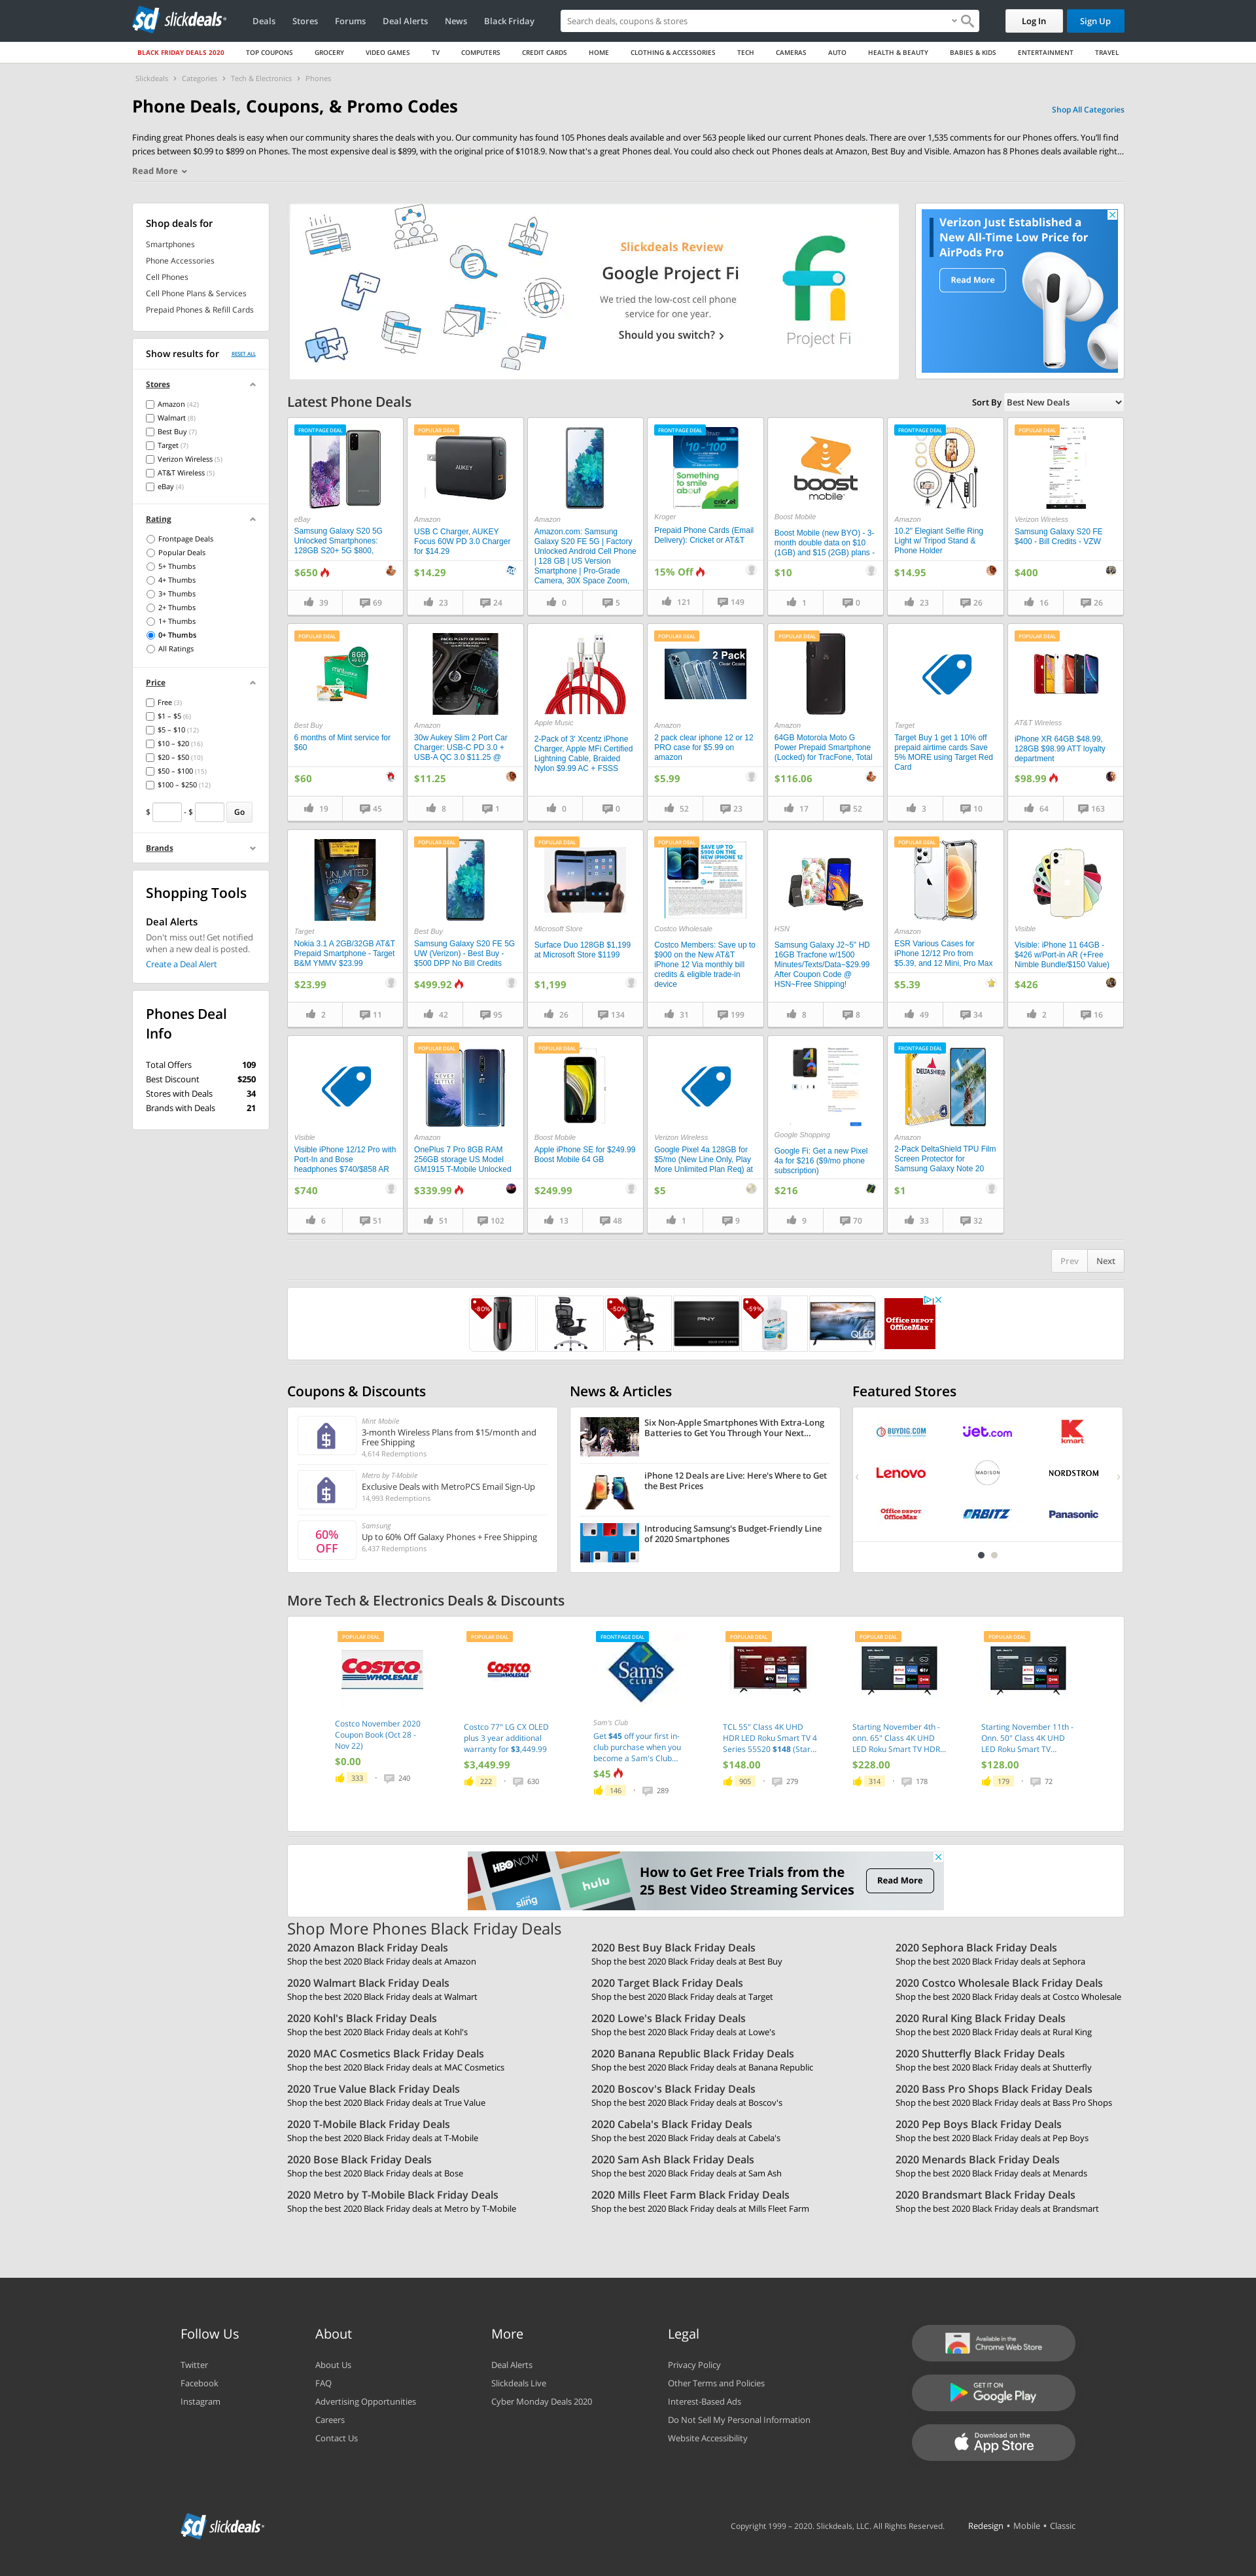 sd slickdeals
Deals
Stores
Forums
Deal Alerts
News
Black Friday
Search deals, coupons & stores
Log In
Sign Up
BLACK FRIDAY DEALS 2020
TOP COUPONS
GROCERY
VIDEO GAMES
TV
COMPUTERS
CREDIT CARDS
HOME
CLOTHING & ACCESSORIES
TECH
CAMERAS
AUTO
HEALTH & BEAUTY
BABIES & KIDS
ENTERTAINMENT
TRAVEL
Slickdeals › Categories › Tech & Electronics › Phones
Phone Deals, Coupons, & Promo Codes
Shop All Categories
Finding great Phones deals is easy when our community shares the deals with you. Our community has found 105 Phones deals available and over 563 people liked our current Phones deals. There are over 1,535 comments for our Phones offers. You'll find
prices between $0.99 to $899 on Phones. The most expensive deal is $899, with the original price of $1018.9. Now that's a great Phones deal. You could also check out Phones deals at Amazon, Best Buy and Visible. Amazon has 8 Phones deals available right...
Read More
Shop deals for
Smartphones
Phone Accessories
Cell Phones
Cell Phone Plans & Services
Prepaid Phones & Refill Cards
Show results for
RESET ALL
Stores
Amazon (42)
Walmart (8)
Best Buy (7)
Target (7)
Verizon Wireless (5)
AT&T Wireless (5)
eBay (4)
Rating
Frontpage Deals
Popular Deals
5+ Thumbs
4+ Thumbs
3+ Thumbs
2+ Thumbs
1+ Thumbs
0+ Thumbs
All Ratings
Price
Free (3)
$1 – $5 (6)
$5 – $10 (12)
$10 – $20 (16)
$20 – $50 (10)
$50 – $100 (15)
$100 – $250 (12)
$ - $ Go
Brands
Shopping Tools
Deal Alerts
Don't miss out! Get notified
when a new deal is posted.
Create a Deal Alert
Phones Deal
Info
Total Offers 109
Best Discount $250
Stores with Deals 34
Brands with Deals 21
Slickdeals Review
Google Project Fi
We tried the low-cost cell phone
service for one year.
Should you switch? ›
Project Fi
Verizon Just Established a
New All-Time Low Price for
AirPods Pro
Read More
Latest Phone Deals
Sort By Best New Deals
FRONTPAGE DEAL
eBay
Samsung Galaxy S20 5G
Unlocked Smartphones:
128GB S20+ 5G $800,
$650
39 69
POPULAR DEAL
AUKEY
Amazon
USB C Charger, AUKEY
Focus 60W PD 3.0 Charger
for $14.29
$14.29
23 24
Amazon
Amazon.com: Samsung
Galaxy S20 FE 5G | Factory
Unlocked Android Cell Phone
| 128 GB | US Version
Smartphone | Pro-Grade
Camera, 30X Space Zoom,
0 5
FRONTPAGE DEAL
$10-$100
Something
to smile
about
cricket
Kroger
Prepaid Phone Cards (Email
Delivery): Cricket or AT&T
15% Off
121 149
boost
mobile
Boost Mobile
Boost Mobile (new BYO) - 3-
month double data on $10
(1GB) and $15 (2GB) plans -
$10
1 0
FRONTPAGE DEAL
Amazon
10.2" Elegiant Selfie Ring
Light w/ Tripod Stand &
Phone Holder
$14.95
23 26
POPULAR DEAL
Verizon Wireless
Samsung Galaxy S20 FE
$400 - Bill Credits - VZW
$400
16 26
POPULAR DEAL
8GB
mint
Best Buy
6 months of Mint service for
$60
$60
19 45
PACKS PLENTY OF POWER
30W
Amazon
30w Aukey Slim 2 Port Car
Charger: USB-C PD 3.0 +
USB-A QC 3.0 $11.25 @
$11.25
8 1
Apple Music
2-Pack of 3' Xcentz iPhone
Charger, Apple MFi Certified
Lightning Cable, Braided
Nylon $9.99 AC + FSSS
0 0
POPULAR DEAL
2 Pack
Clear Cases
Amazon
2 pack clear iphone 12 or 12
PRO case for $5.99 on
amazon
$5.99
52 23
POPULAR DEAL
Amazon
64GB Motorola Moto G
Power Prepaid Smartphone
(Locked) for TracFone, Total
$116.06
17 52
Target
Target Buy 1 get 1 10% off
prepaid airtime cards Save
5% MORE using Target Red
Card
3 10
POPULAR DEAL
AT&T Wireless
iPhone XR 64GB $48.99,
128GB $98.99 ATT loyalty
department
$98.99
64 163
UNLIMITED
DATA
Target
Nokia 3.1 A 2GB/32GB AT&T
Prepaid Smartphone - Target
B&M YMMV $23.99
$23.99
2 11
POPULAR DEAL
Best Buy
Samsung Galaxy S20 FE 5G
UW (Verizon) - Best Buy -
$500 DPP No Bill Credits
$499.92
42 95
POPULAR DEAL
Microsoft Store
Surface Duo 128GB $1,199
at Microsoft Store $1199
$1,199
26 134
POPULAR DEAL
SAVE UP TO
$900 ON THE
NEW IPHONE 12
AT&T
Costco Wholesale
Costco Members: Save up to
$900 on the New AT&T
iPhone 12 Via monthly bill
credits & eligible trade-in
device
31 199
HSN
Samsung Galaxy J2~5" HD
16GB Tracfone w/1500
Minutes/Texts/Data~$29.99
After Coupon Code @
HSN~Free Shipping!
8 8
POPULAR DEAL
Amazon
ESR Various Cases for
iPhone 12/12 Pro from
$5.39, and 12 Mini, Pro Max
$5.39
49 34
Visible
Visible: iPhone 11 64GB -
$426 w/Port-in AR (+Free
Nimble Bundle/$150 Value)
$426
2 16
Visible
Visible iPhone 12/12 Pro with
Port-In and Bose
headphones $740/$858 AR
$740
6 51
POPULAR DEAL
Amazon
OnePlus 7 Pro 8GB RAM
256GB storage US Model
GM1915 T-Mobile Unlocked
$339.99
51 102
POPULAR DEAL
Boost Mobile
Apple iPhone SE for $249.99
Boost Mobile 64 GB
$249.99
13 48
Verizon Wireless
Google Pixel 4a 128GB for
$5/mo (New Line Only, Play
More Unlimited Plan Req) at
$5
1 9
Google Shopping
Google Fi: Get a new Pixel
4a for $216 ($9/mo phone
subscription)
$216
9 70
FRONTPAGE DEAL
DELTASHIELD
Amazon
2-Pack DeltaShield TPU Film
Screen Protector for
Samsung Galaxy Note 20
$1
33 32
Prev
Next
-80%
-50%
PNY
-59%
QLED
Office DEPOT
OfficeMax
Coupons & Discounts
Mint Mobile
3-month Wireless Plans from $15/month and
Free Shipping
4,614 Redemptions
Metro by T-Mobile
Exclusive Deals with MetroPCS Email Sign-Up
14,993 Redemptions
60%
OFF
Samsung
Up to 60% Off Galaxy Phones + Free Shipping
6,437 Redemptions
News & Articles
Six Non-Apple Smartphones With Extra-Long
Batteries to Get You Through Your Next...
iPhone 12 Deals are Live: Here's Where to Get
the Best Prices
Introducing Samsung's Budget-Friendly Line
of 2020 Smartphones
Featured Stores
BUYDIG.COM
jet.com
kmart
Lenovo
MADISON
NORDSTROM
Office DEPOT
OfficeMax
ORBITZ
Panasonic
More Tech & Electronics Deals & Discounts
POPULAR DEAL
COSTCO
WHOLESALE
Costco November 2020
Coupon Book (Oct 28 -
Nov 22)
$0.00
333 · 240
POPULAR DEAL
COSTCO
WHOLESALE
Costco 77" LG CX OLED
plus 3 year additional
warranty for $3,449.99
$3,449.99
222 · 630
FRONTPAGE DEAL
Sam's
CLUB
Sam's Club
Get $45 off your first in-
club purchase when you
become a Sam's Club...
$45
146 · 289
POPULAR DEAL
TCL 55" Class 4K UHD
HDR LED Roku Smart TV 4
Series 55S20 $148 (Star...
$148.00
905 · 279
POPULAR DEAL
Starting November 4th -
onn. 65" Class 4K UHD
LED Roku Smart TV HDR...
$228.00
314 · 178
POPULAR DEAL
Starting November 11th -
Onn. 50" Class 4K UHD
LED Roku Smart TV...
$128.00
179 · 72
HBO NOW
sling
hulu
How to Get Free Trials from the
25 Best Video Streaming Services
Read More
Shop More Phones Black Friday Deals
2020 Amazon Black Friday Deals
Shop the best 2020 Black Friday deals at Amazon
2020 Best Buy Black Friday Deals
Shop the best 2020 Black Friday deals at Best Buy
2020 Sephora Black Friday Deals
Shop the best 2020 Black Friday deals at Sephora
2020 Walmart Black Friday Deals
Shop the best 2020 Black Friday deals at Walmart
2020 Target Black Friday Deals
Shop the best 2020 Black Friday deals at Target
2020 Costco Wholesale Black Friday Deals
Shop the best 2020 Black Friday deals at Costco Wholesale
2020 Kohl's Black Friday Deals
Shop the best 2020 Black Friday deals at Kohl's
2020 Lowe's Black Friday Deals
Shop the best 2020 Black Friday deals at Lowe's
2020 Rural King Black Friday Deals
Shop the best 2020 Black Friday deals at Rural King
2020 MAC Cosmetics Black Friday Deals
Shop the best 2020 Black Friday deals at MAC Cosmetics
2020 Banana Republic Black Friday Deals
Shop the best 2020 Black Friday deals at Banana Republic
2020 Shutterfly Black Friday Deals
Shop the best 2020 Black Friday deals at Shutterfly
2020 True Value Black Friday Deals
Shop the best 2020 Black Friday deals at True Value
2020 Boscov's Black Friday Deals
Shop the best 2020 Black Friday deals at Boscov's
2020 Bass Pro Shops Black Friday Deals
Shop the best 2020 Black Friday deals at Bass Pro Shops
2020 T-Mobile Black Friday Deals
Shop the best 2020 Black Friday deals at T-Mobile
2020 Cabela's Black Friday Deals
Shop the best 2020 Black Friday deals at Cabela's
2020 Pep Boys Black Friday Deals
Shop the best 2020 Black Friday deals at Pep Boys
2020 Bose Black Friday Deals
Shop the best 2020 Black Friday deals at Bose
2020 Sam Ash Black Friday Deals
Shop the best 2020 Black Friday deals at Sam Ash
2020 Menards Black Friday Deals
Shop the best 2020 Black Friday deals at Menards
2020 Metro by T-Mobile Black Friday Deals
Shop the best 2020 Black Friday deals at Metro by T-Mobile
2020 Mills Fleet Farm Black Friday Deals
Shop the best 2020 Black Friday deals at Mills Fleet Farm
2020 Brandsmart Black Friday Deals
Shop the best 2020 Black Friday deals at Brandsmart
Follow Us
Twitter
Facebook
Instagram
About
About Us
FAQ
Advertising Opportunities
Careers
Contact Us
More
Deal Alerts
Slickdeals Live
Cyber Monday Deals 2020
Legal
Privacy Policy
Other Terms and Policies
Interest-Based Ads
Do Not Sell My Personal Information
Website Accessibility
Available in the
Chrome Web Store
GET IT ON
Google Play
Download on the
App Store
sd slickdeals
Copyright 1999 – 2020. Slickdeals, LLC. All Rights Reserved.
Redesign • Mobile • Classic